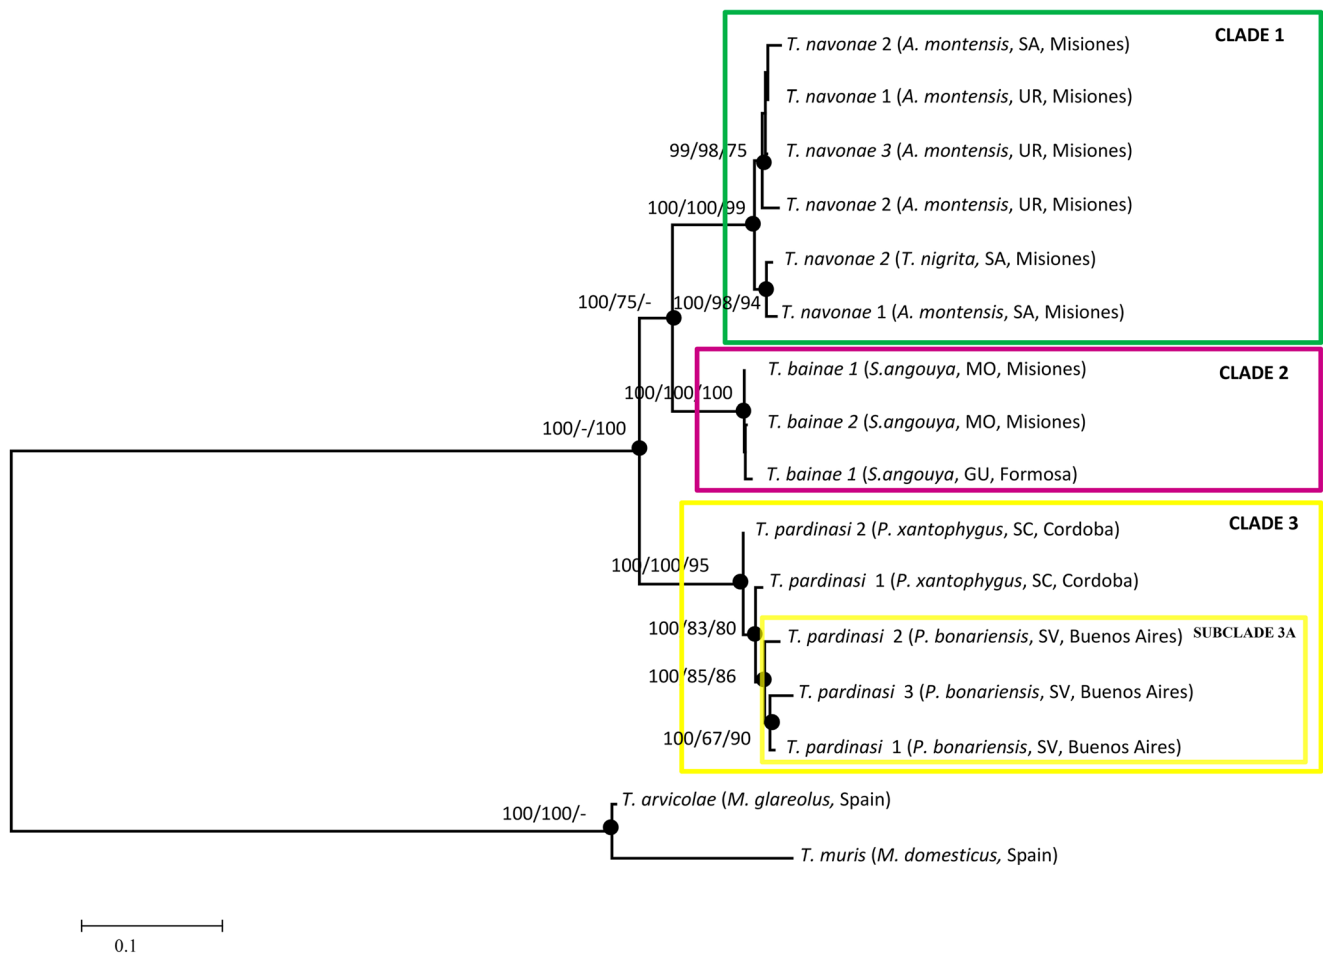 CLADE 1
T. navonae 2 (A. montensis, SA, Misiones)
T. navonae 1 (A. montensis, UR, Misiones)
99/98/75
T. navonae 3 (A. montensis, UR, Misiones)
100/100/99
T. navonae 2 (A. montensis, UR, Misiones)
T. navonae 2 (T. nigrita, SA, Misiones)
100/75/-
100/98/94
T. navonae 1 (A. montensis, SA, Misiones)
CLADE 2
T. bainae 1 (S.angouya, MO, Misiones)
100/100/100
T. bainae 2 (S.angouya, MO, Misiones)
100/-/100
T. bainae 1 (S.angouya, GU, Formosa)
CLADE 3
T. pardinasi 2 (P. xantophygus, SC, Cordoba)
100/100/95
T. pardinasi 1 (P. xantophygus, SC, Cordoba)
100/83/80
T. pardinasi 2 (P. bonariensis, SV, Buenos Aires)
SUBCLADE 3A
100/85/86
T. pardinasi 3 (P. bonariensis, SV, Buenos Aires)
100/67/90
T. pardinasi 1 (P. bonariensis, SV, Buenos Aires)
T. arvicolae (M. glareolus, Spain)
100/100/-
T. muris (M. domesticus, Spain)
0.1